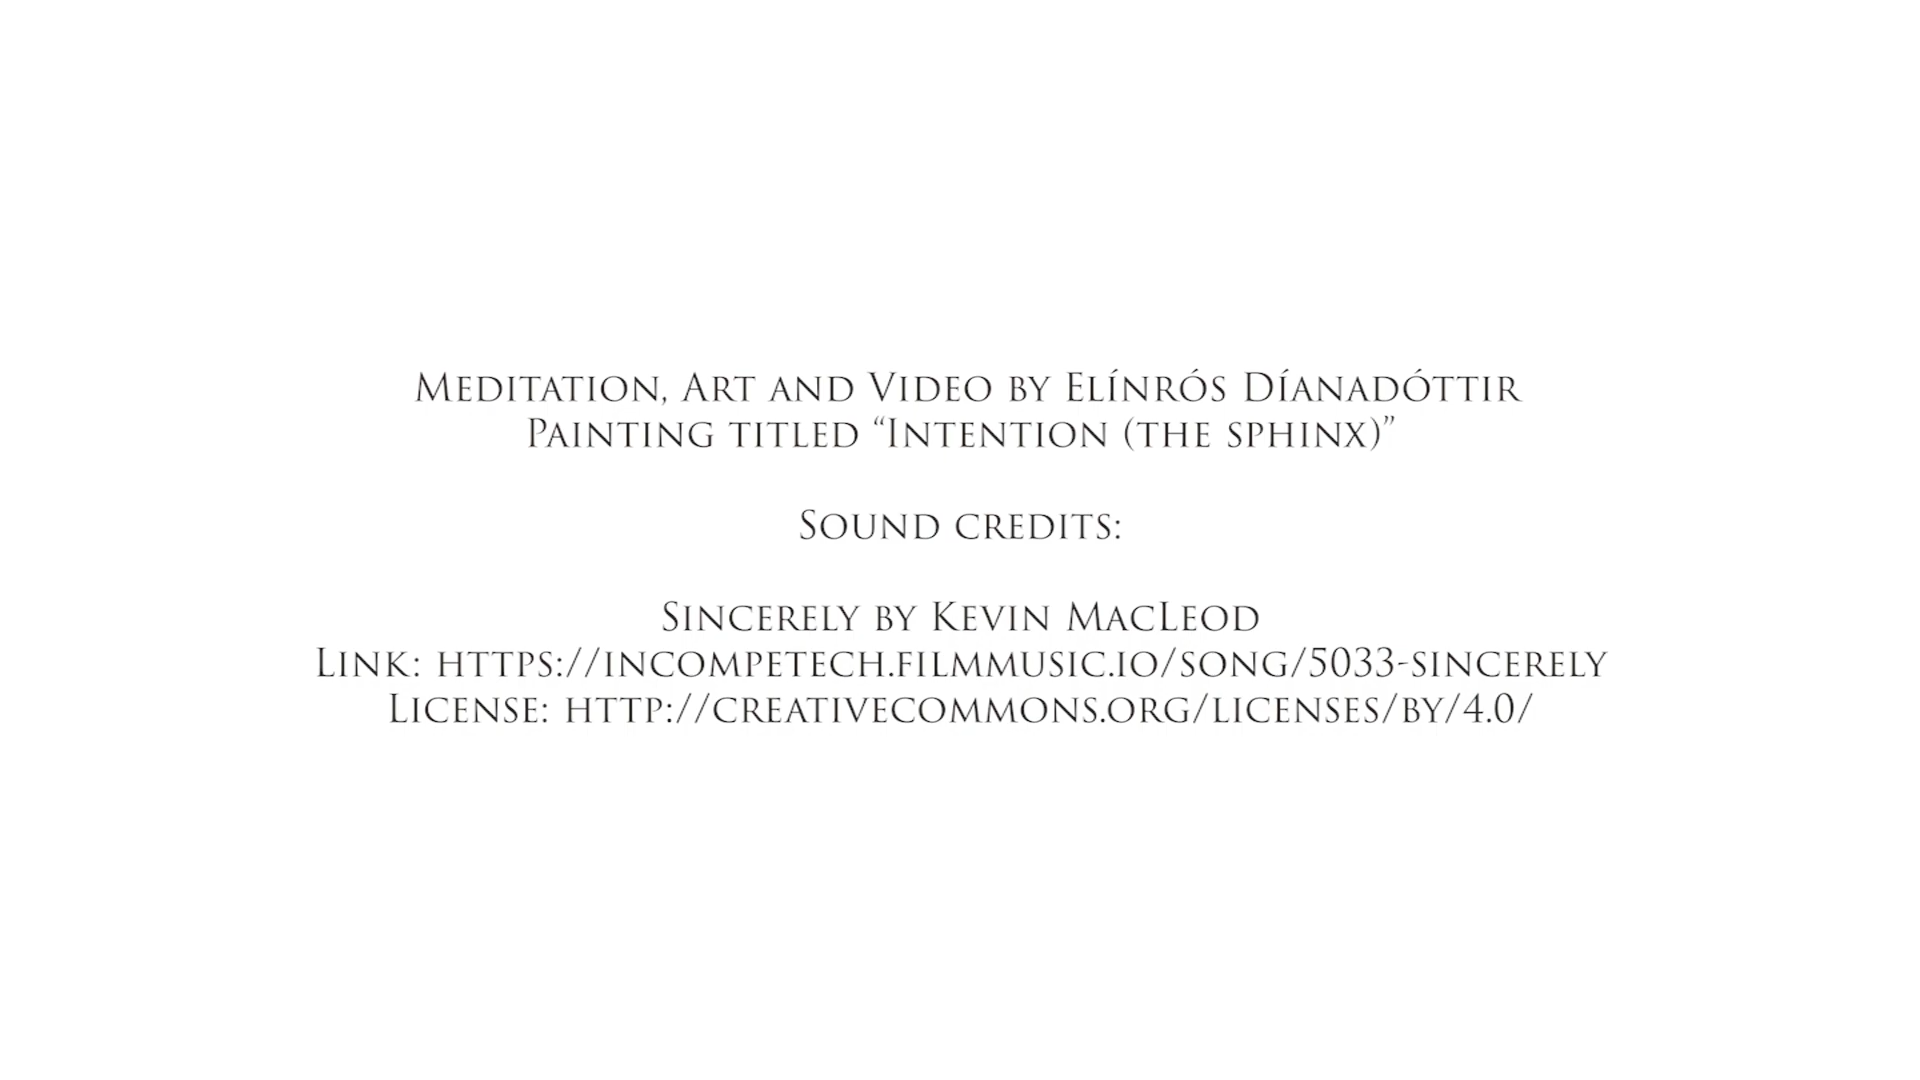 Meditation, Art and Video by Elínrós Díanadóttir
Painting titled “Intention (the sphinx)”
Sound credits:
Sincerely by Kevin MacLeod
Link: https://incompetech.filmmusic.io/song/5033-sincerely
License: http://creativecommons.org/licenses/by/4.0/